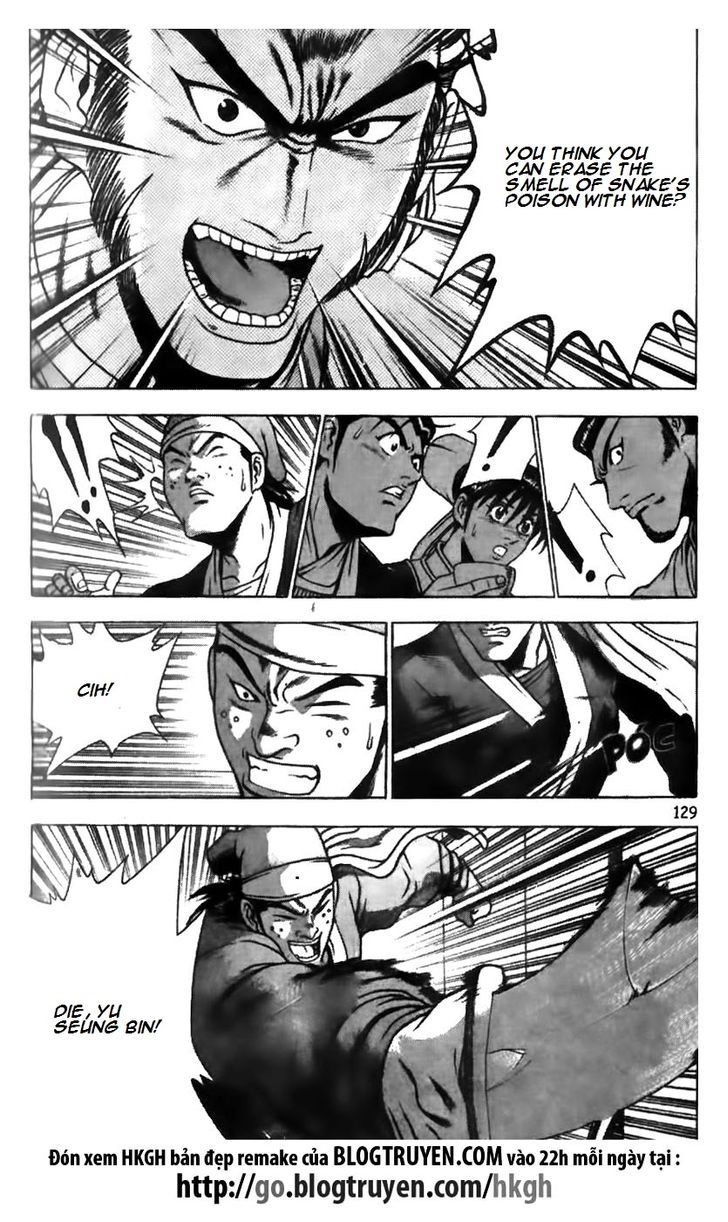 YOU THINK YOU
CAN ERASE THE
SMELL OF SNAKE'S
POISON WITH WINE?
!
!
!
CIH!
POC
129
DIE, YU
SEUNG BIN!
Đón xem HKGH bản đẹp remake của BLOGTRUYEN.COM vào 22h mỗi ngày tại :
http://go.blogtruyen.com/hkgh